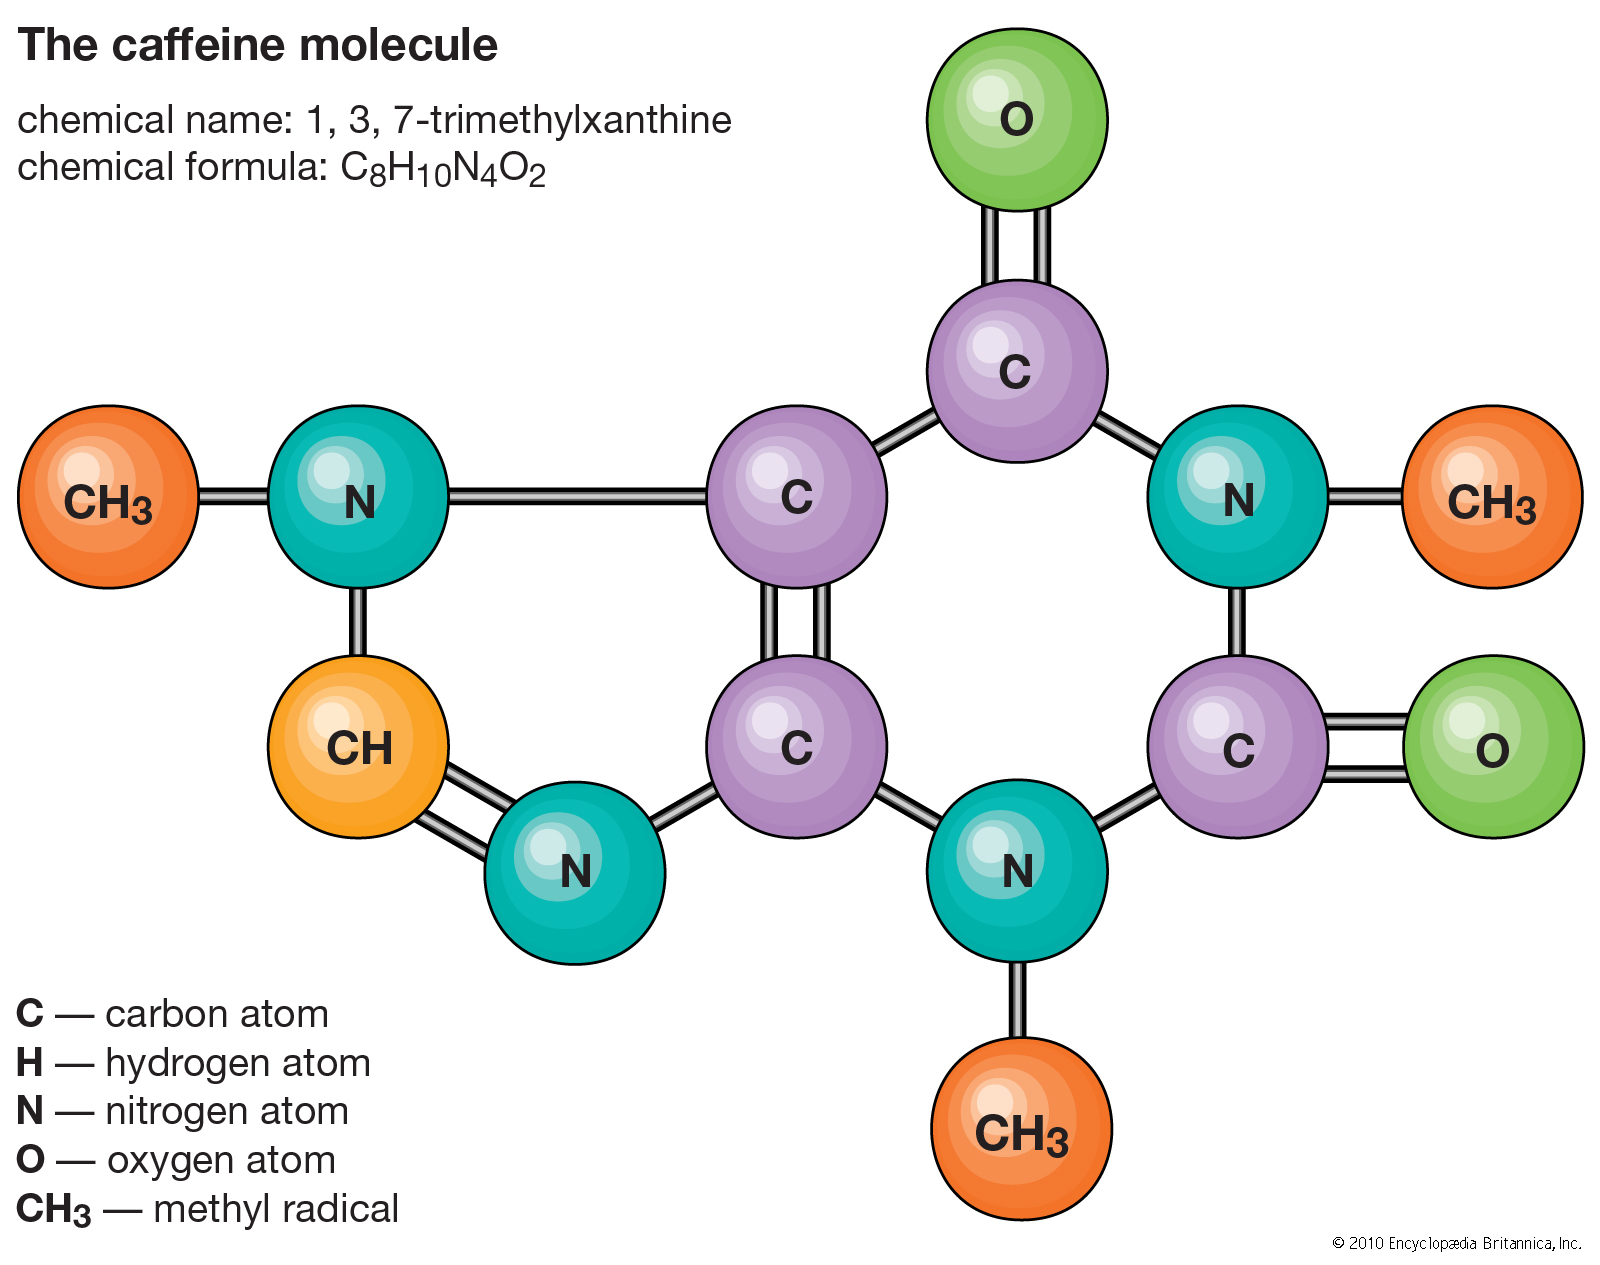 The caffeine molecule
chemical name: 1, 3, 7-trimethylxanthine
chemical formula: C₈H₁₀N₄O₂
O
C
CH₃
N
C
N
CH₃
CH
C
C
O
N
N
CH₃
C — carbon atom
H — hydrogen atom
N — nitrogen atom
O — oxygen atom
CH₃ — methyl radical
© 2010 Encyclopædia Britannica, Inc.